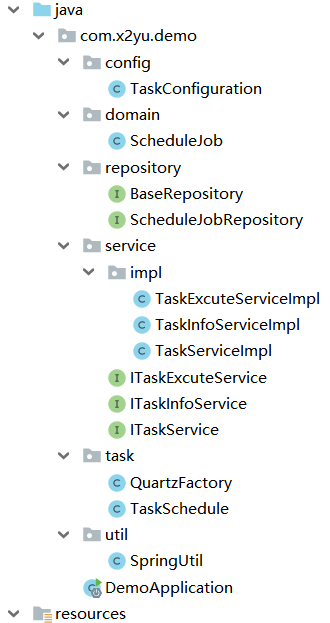 java
com.x2yu.demo
config
TaskConfiguration
domain
ScheduleJob
repository
BaseRepository
ScheduleJobRepository
service
impl
TaskExcuteServiceImpl
TaskInfoServiceImpl
TaskServiceImpl
ITaskExcuteService
ITaskInfoService
ITaskService
task
QuartzFactory
TaskSchedule
util
SpringUtil
DemoApplication
resources